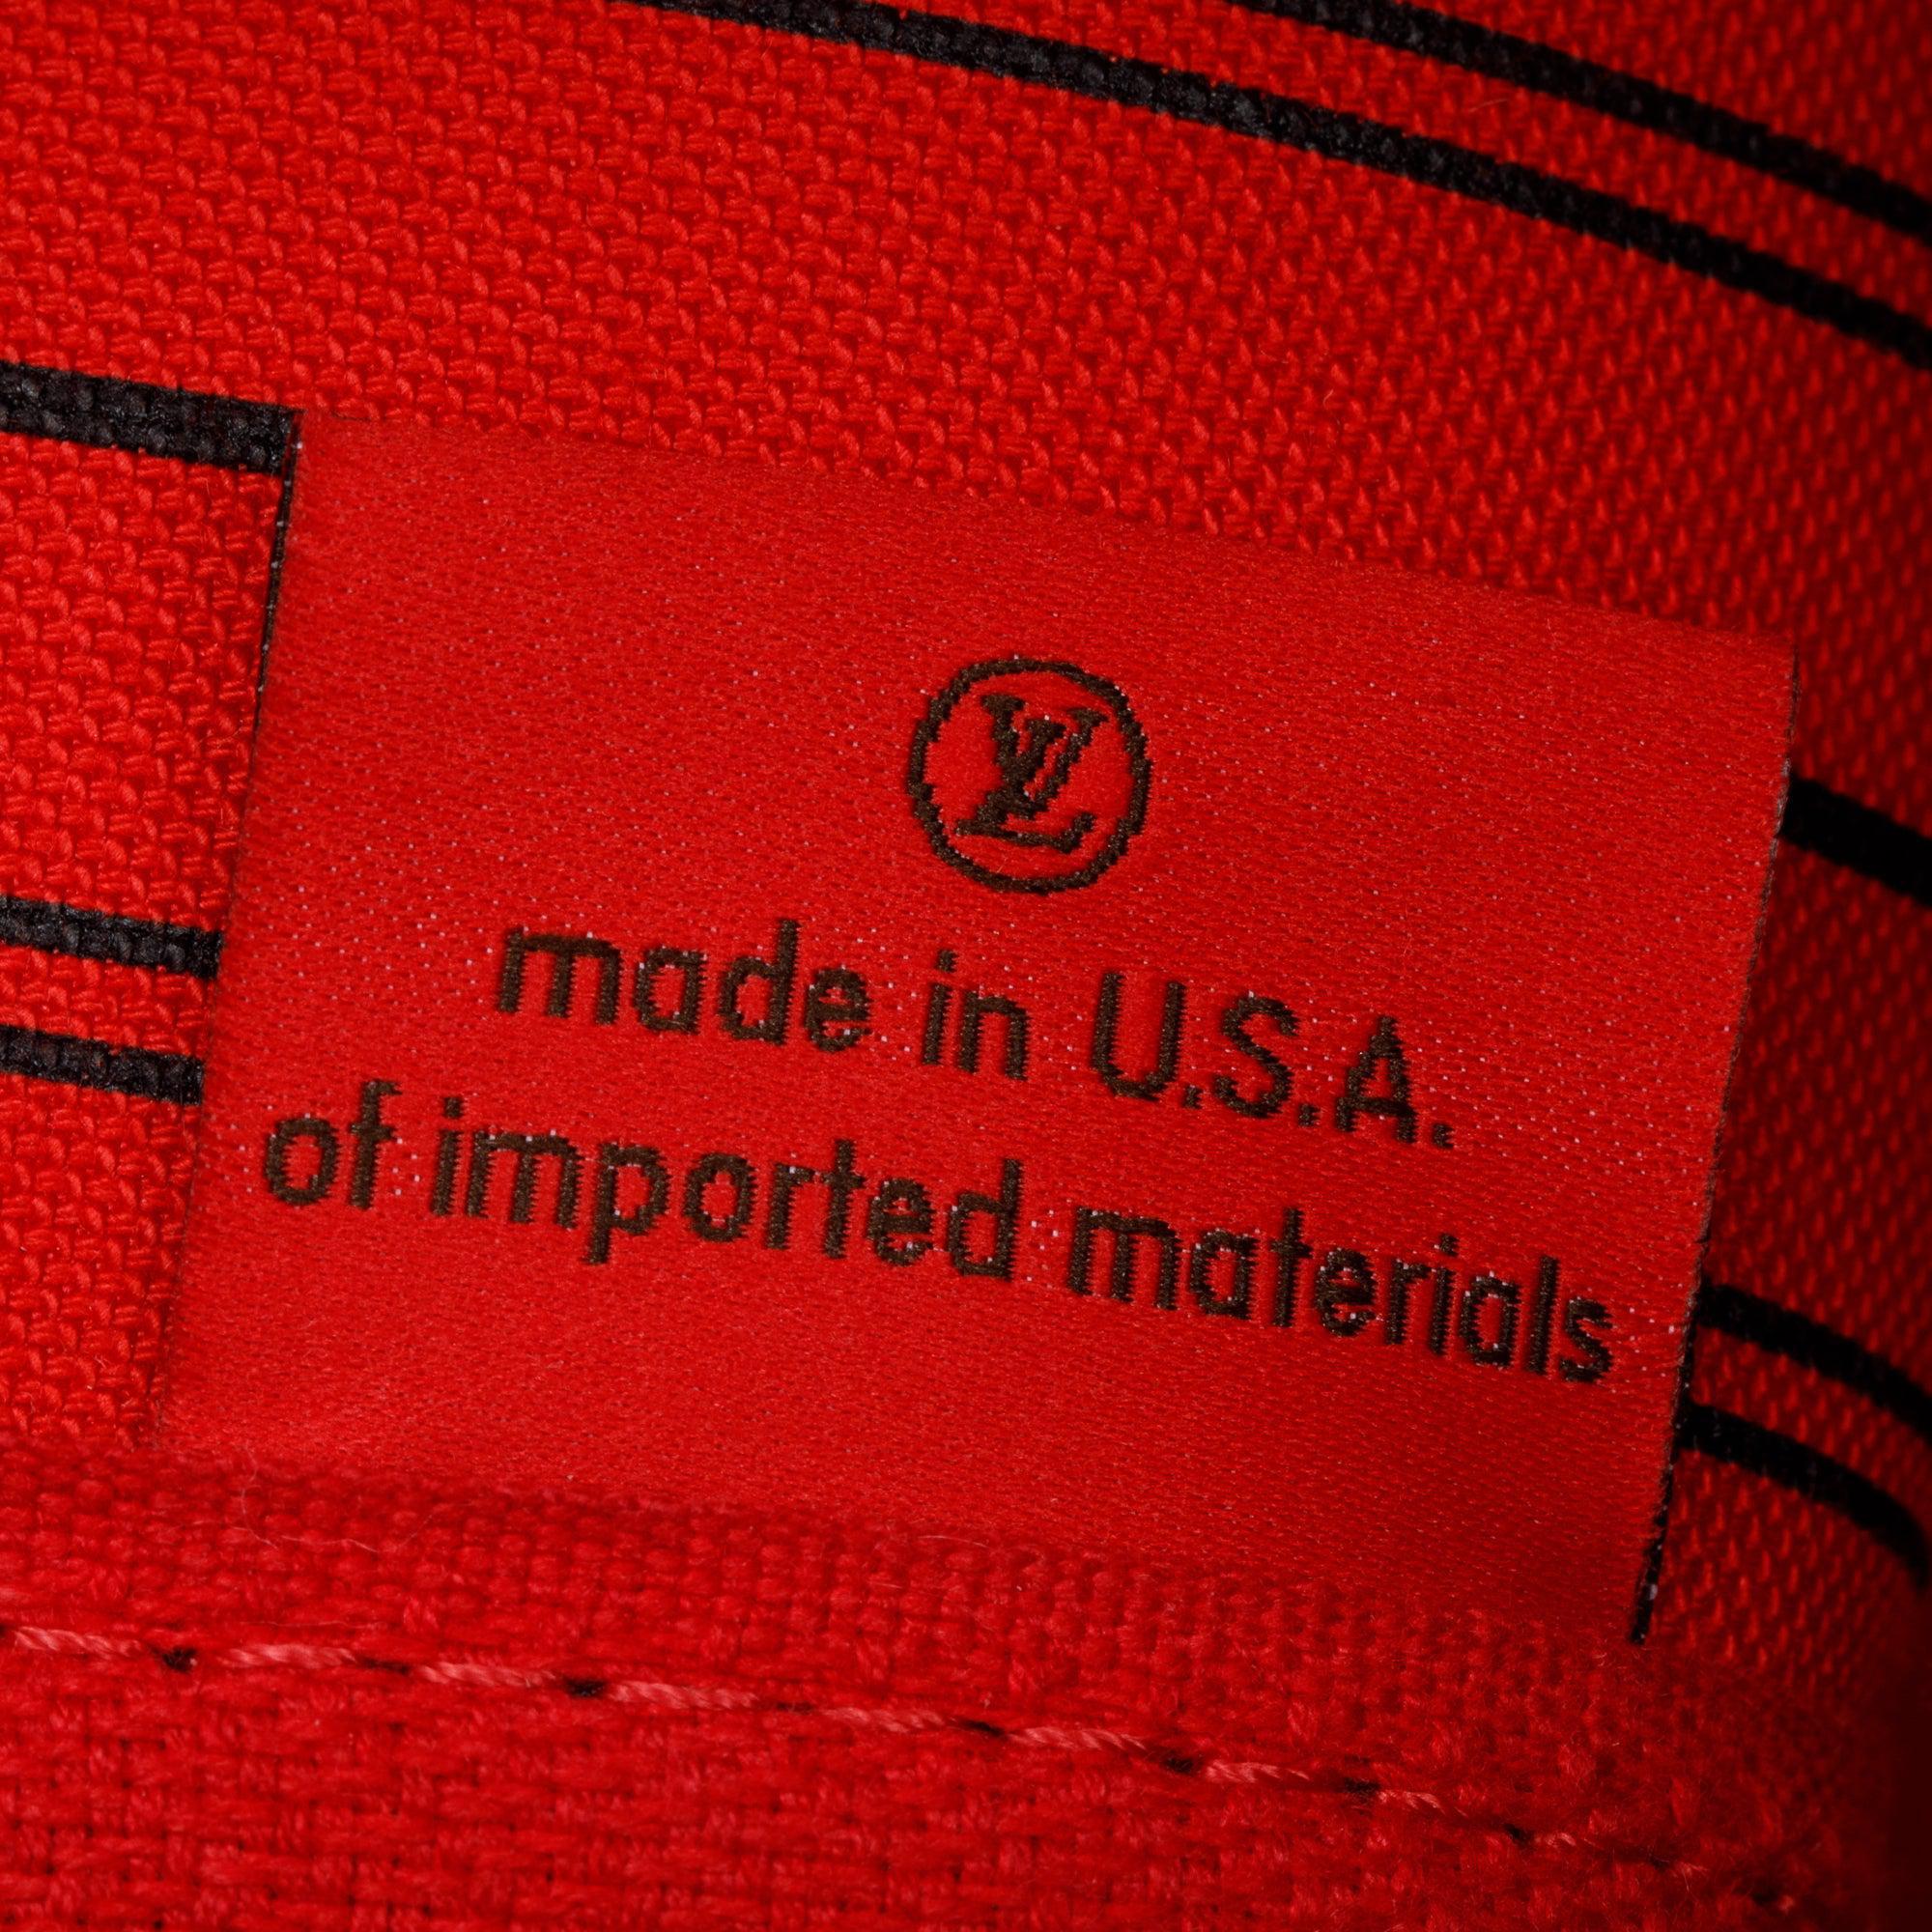 LV
made in U.S.A.
of imported materials